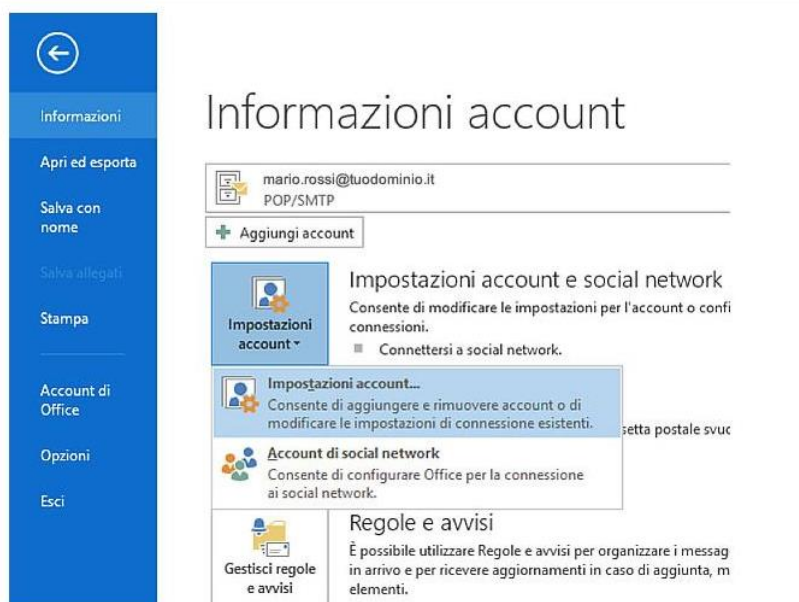 Informazioni
Apri ed esporta
Salva con
nome
Salva allegati
Stampa
Account di
Office
Opzioni
Esci
Informazioni account
mario.rossi@tuodominio.it
POP/SMTP
Aggiungi account
Impostazioni
account
Impostazioni account e social network
Consente di modificare le impostazioni per l'account o confi
connessioni.
Connettersi a social network.
Impostazioni account...
Consente di aggiungere e rimuovere account o di
modificare le impostazioni di connessione esistenti.
setta postale svuo
Account di social network
Consente di configurare Office per la connessione
ai social network.
Gestisci regole
e avvisi
Regole e avvisi
È possibile utilizzare Regole e avvisi per organizzare i messag
in arrivo e per ricevere aggiornamenti in caso di aggiunta, m
elementi.